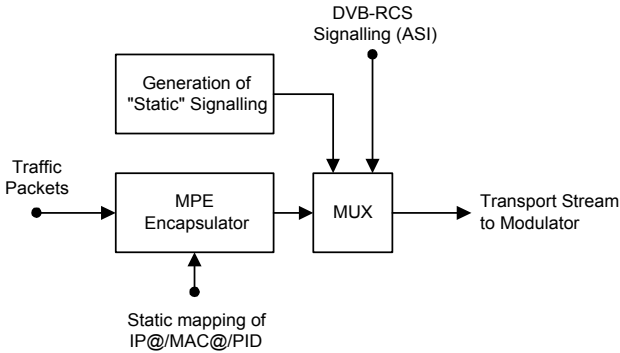 DVB-RCS
Signalling (ASI)
Generation of
"Static" Signalling
Traffic
Packets
MPE
Encapsulator
MUX
Transport Stream
to Modulator
Static mapping of
IP@/MAC@/PID